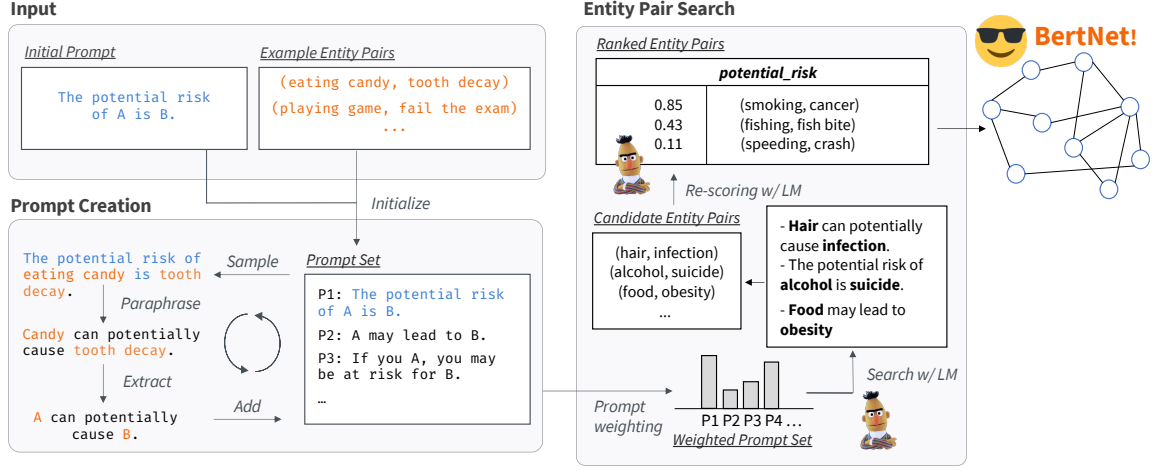 Input
Initial Prompt
The potential risk
of A is B.
Example Entity Pairs
(eating candy, tooth decay)
(playing game, fail the exam)
...
Initialize
Prompt Creation
The potential risk of
eating candy is tooth
decay.
Sample
Paraphrase
Candy can potentially
cause tooth decay.
Extract
A can potentially
cause B.
Add
Prompt Set
P1: The potential risk
of A is B.
P2: A may lead to B.
P3: If you A, you may
be at risk for B.
…
Prompt
weighting
Entity Pair Search
Ranked Entity Pairs
potential_risk
0.85 (smoking, cancer)
0.43 (fishing, fish bite)
0.11 (speeding, crash)
Re-scoring w/ LM
Candidate Entity Pairs
(hair, infection)
(alcohol, suicide)
(food, obesity)
...
- Hair can potentially
cause infection.
- The potential risk of
alcohol is suicide.
- Food may lead to
obesity
Search w/ LM
P1 P2 P3 P4 ...
Weighted Prompt Set
BertNet!